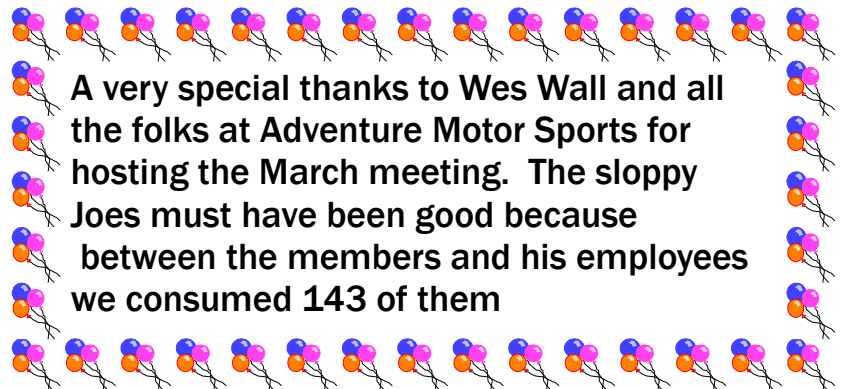 A very special thanks to Wes Wall and all
the folks at Adventure Motor Sports for
hosting the March meeting.  The sloppy
Joes must have been good because
 between the members and his employees
we consumed 143 of them